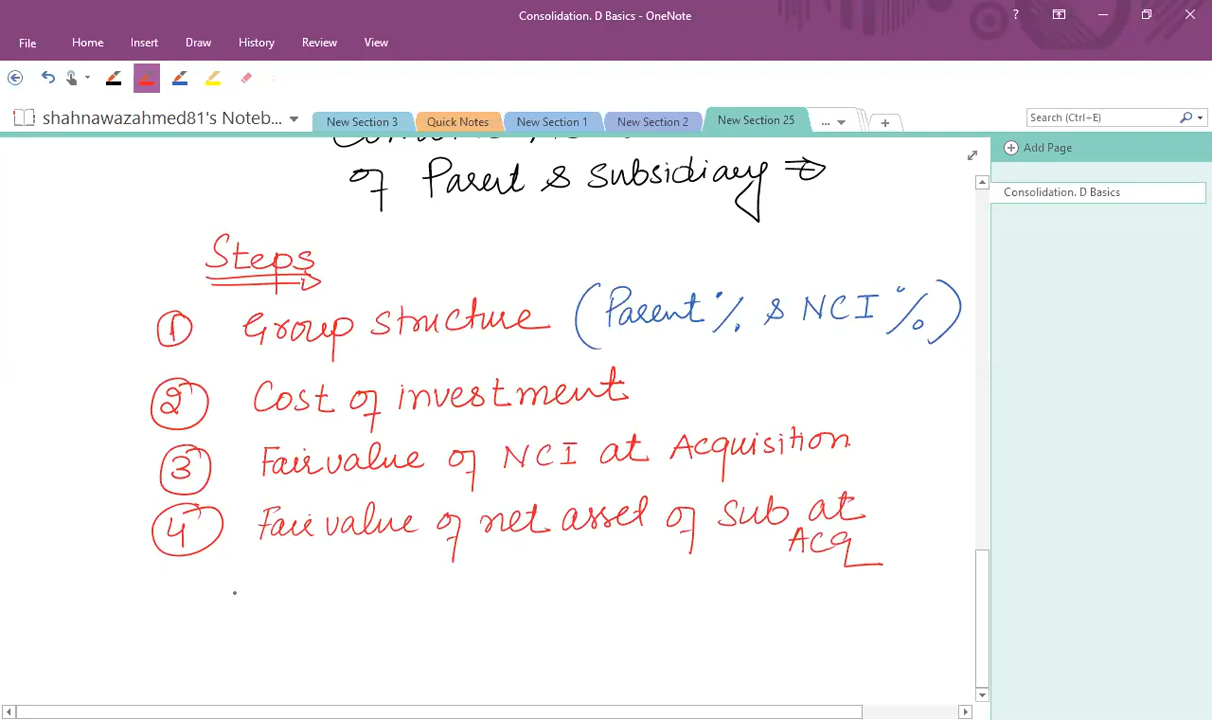 Consolidation. D Basics - OneNote
?
File Home Insert Draw History Review View
shahnawazahmed81's Noteb... New Section 3 Quick Notes New Section 1 New Section 2 New Section 25 ... Search (Ctrl+E)
Add Page
Consolidation. D Basics
of Parent & Subsidiary
Steps
① Group structure (Parent % & NCI %)
② Cost of investment
③ Fair value of NCI at Acquisition
④ Fair value of net asset of Sub at
Acq